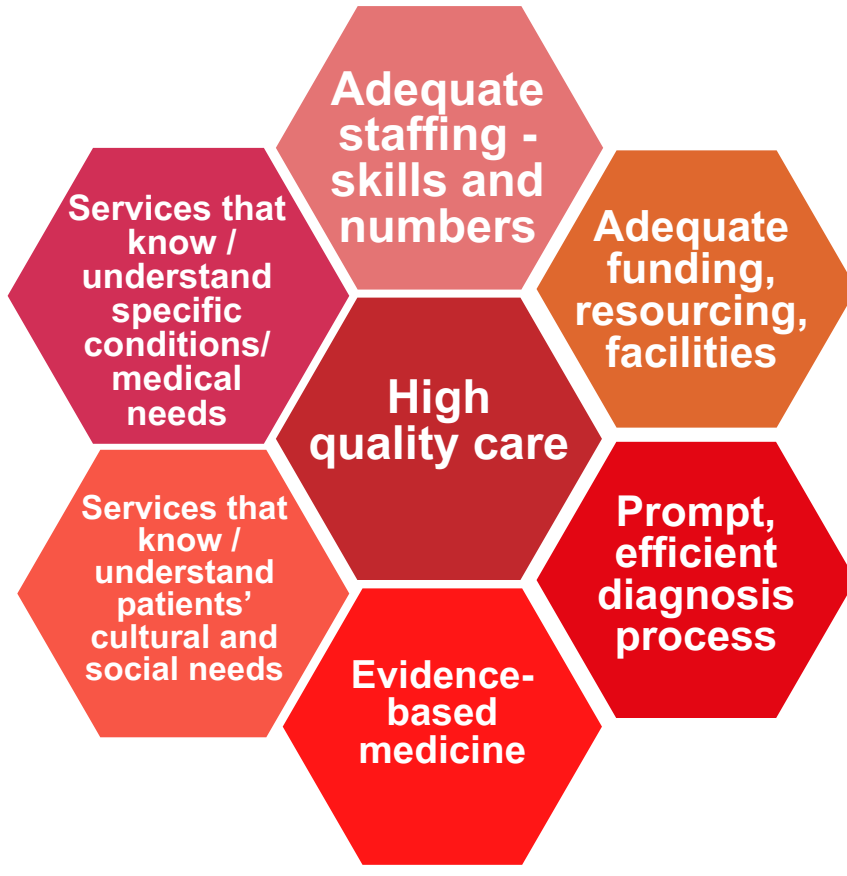 Adequate
staffing -
skills and
numbers
Services that
know /
understand
specific
conditions/
medical
needs
Adequate
funding,
resourcing,
facilities
High
quality care
Services that
know /
understand
patients’
cultural and
social needs
Prompt,
efficient
diagnosis
process
Evidence-
based
medicine